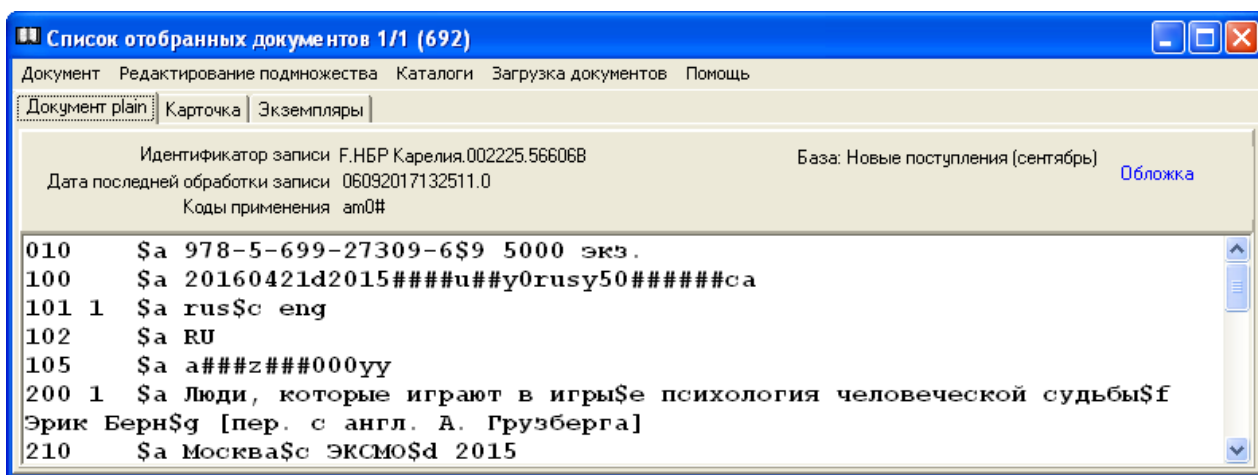 Список отобранных документов 1/1 (692)
Документ Редактирование подмножества Каталоги Загрузка документов Помощь
Документ plain Карточка Экземпляры
Идентификатор записи F.НБР Карелия.002225.56606B База: Новые поступления (сентябрь)
Обложка
Дата последней обработки записи 06092017132511.0
Коды применения am0#
010 $a 978-5-699-27309-6$9 5000 экз.
100 $a 20160421d2015####u##y0rusy50######ca
101 1 $a rus$c eng
102 $a RU
105 $a a###z###000yy
200 1 $a Люди, которые играют в игры$e психология человеческой судьбы$f
Эрик Берн$g [пер. с англ. А. Грузберга]
210 $a Москва$c ЭКСМО$d 2015